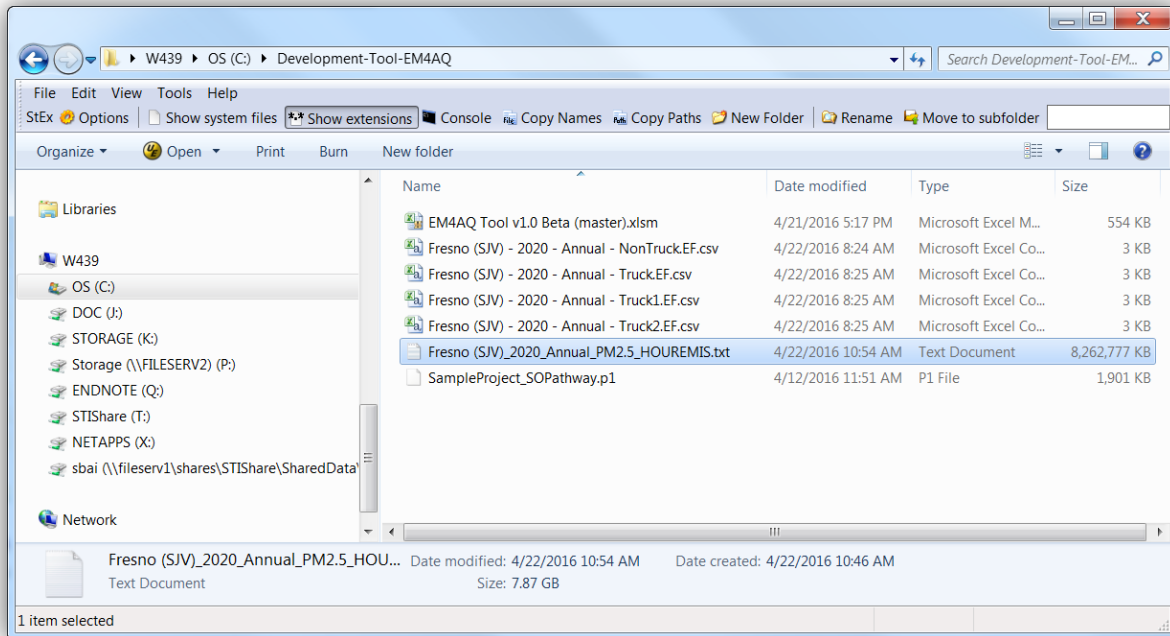 W439 OS (C:) Development-Tool-EM4AQ Search Development-Tool-EM...
File Edit View Tools Help
StEx Options Show system files *.* Show extensions Console Copy Names Copy Paths New Folder Rename Move to subfolder
Organize Open Print Burn New folder
Name Date modified Type Size
Libraries
W439
OS (C:)
DOC (J:)
STORAGE (K:)
Storage (\\FILESERV2) (P:)
ENDNOTE (Q:)
STIShare (T:)
NETAPPS (X:)
sbai (\\fileserv1\shares\STIShare\SharedData\
Network
EM4AQ Tool v1.0 Beta (master).xlsm 4/21/2016 5:17 PM Microsoft Excel M... 554 KB
Fresno (SJV) - 2020 - Annual - NonTruck.EF.csv 4/22/2016 8:24 AM Microsoft Excel Co... 3 KB
Fresno (SJV) - 2020 - Annual - Truck.EF.csv 4/22/2016 8:25 AM Microsoft Excel Co... 3 KB
Fresno (SJV) - 2020 - Annual - Truck1.EF.csv 4/22/2016 8:25 AM Microsoft Excel Co... 3 KB
Fresno (SJV) - 2020 - Annual - Truck2.EF.csv 4/22/2016 8:25 AM Microsoft Excel Co... 3 KB
Fresno (SJV)_2020_Annual_PM2.5_HOUREMIS.txt 4/22/2016 10:54 AM Text Document 8,262,777 KB
SampleProject_SOPathway.p1 4/12/2016 11:51 AM P1 File 1,901 KB
Fresno (SJV)_2020_Annual_PM2.5_HOU... Date modified: 4/22/2016 10:54 AM Date created: 4/22/2016 10:46 AM
Text Document Size: 7.87 GB
1 item selected